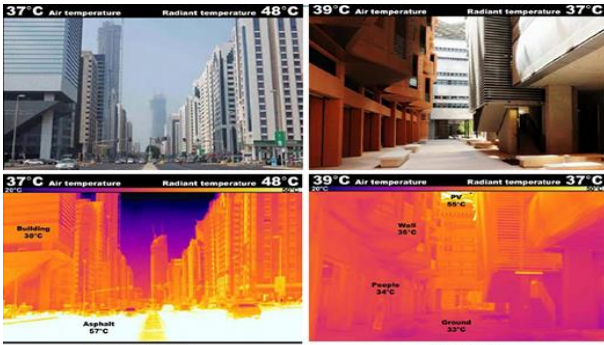 37°C Air temperature Radiant temperature 48°C
39°C Air temperature Radiant temperature 37°C
37°C Air temperature Radiant temperature 48°C
20°C 50°C
Building
38°C
Asphalt
57°C
39°C Air temperature Radiant temperature 37°C
20°C
PV
55°C
Wall
36°C
People
34°C
Ground
33°C